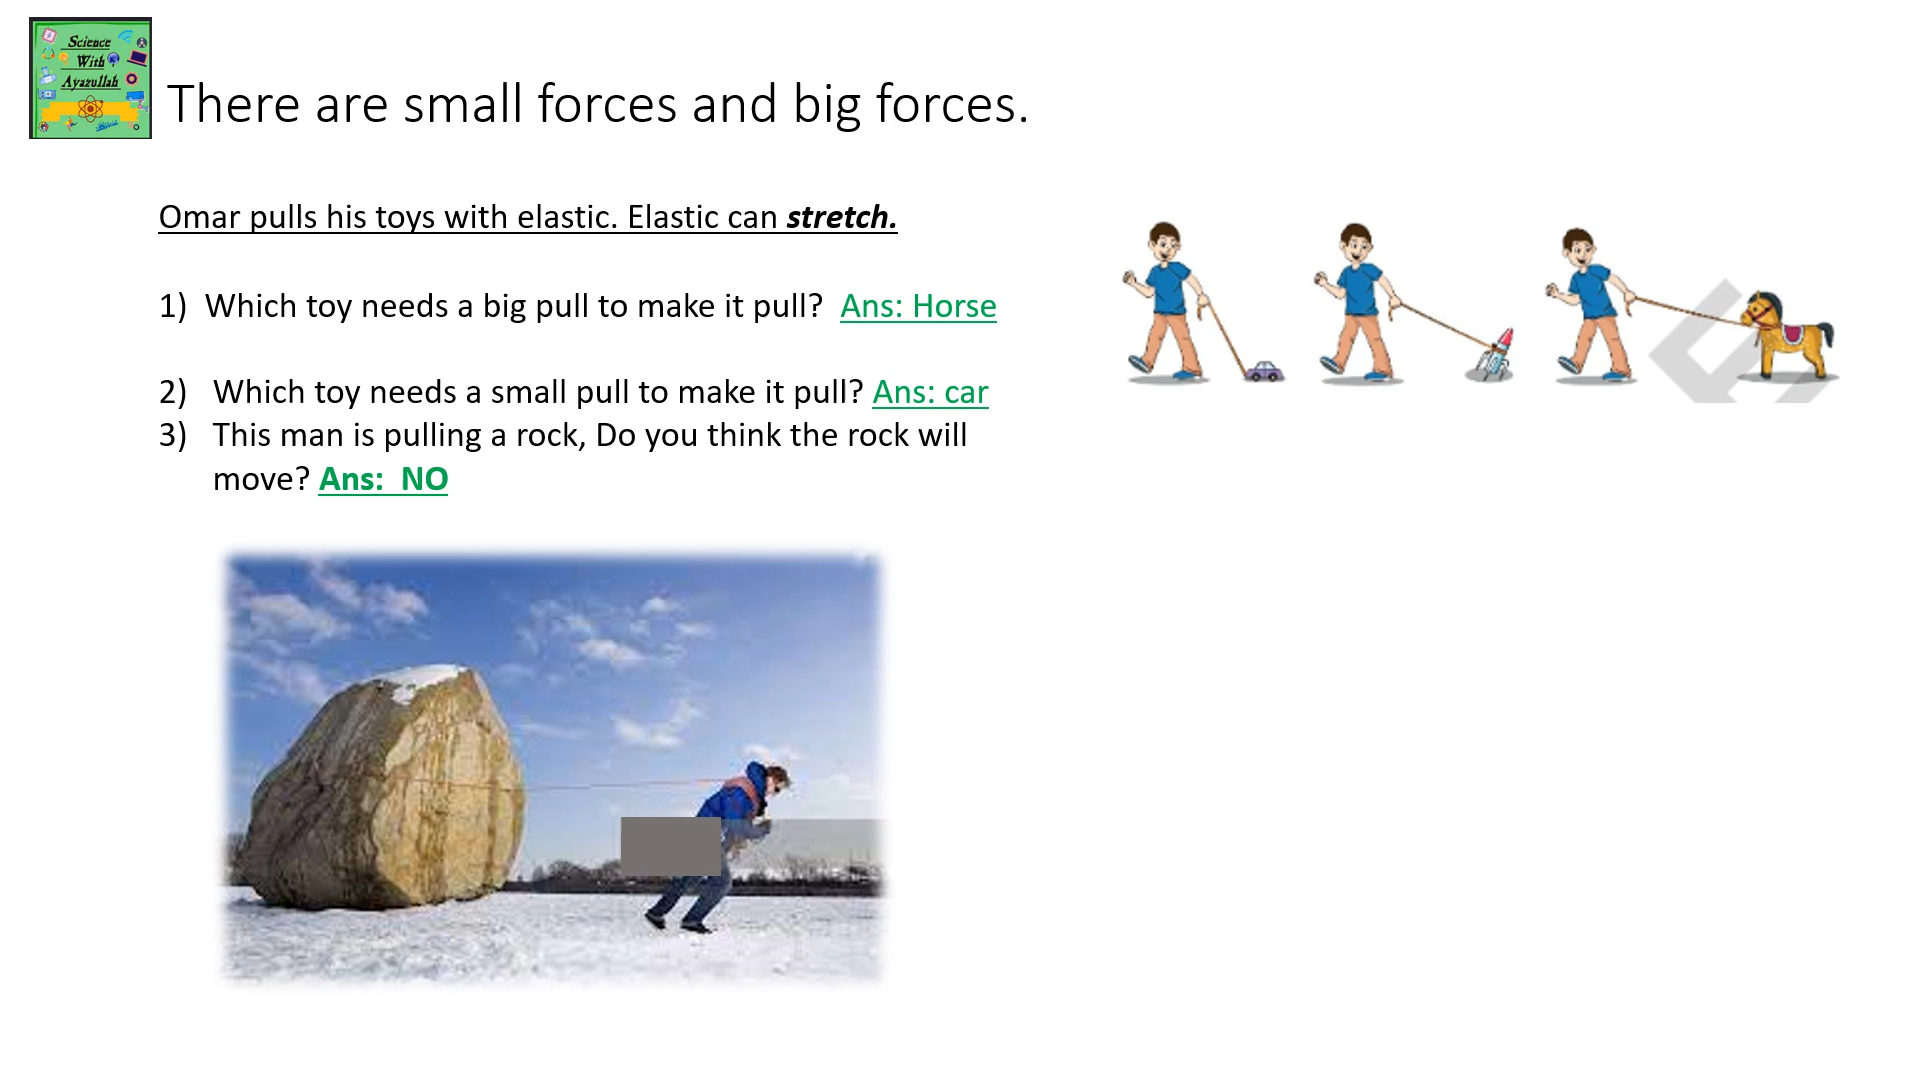 Science
With
Ayazullah
There are small forces and big forces.
Omar pulls his toys with elastic. Elastic can stretch.
1) Which toy needs a big pull to make it pull? Ans: Horse
2) Which toy needs a small pull to make it pull? Ans: car
3) This man is pulling a rock, Do you think the rock will
move? Ans: NO